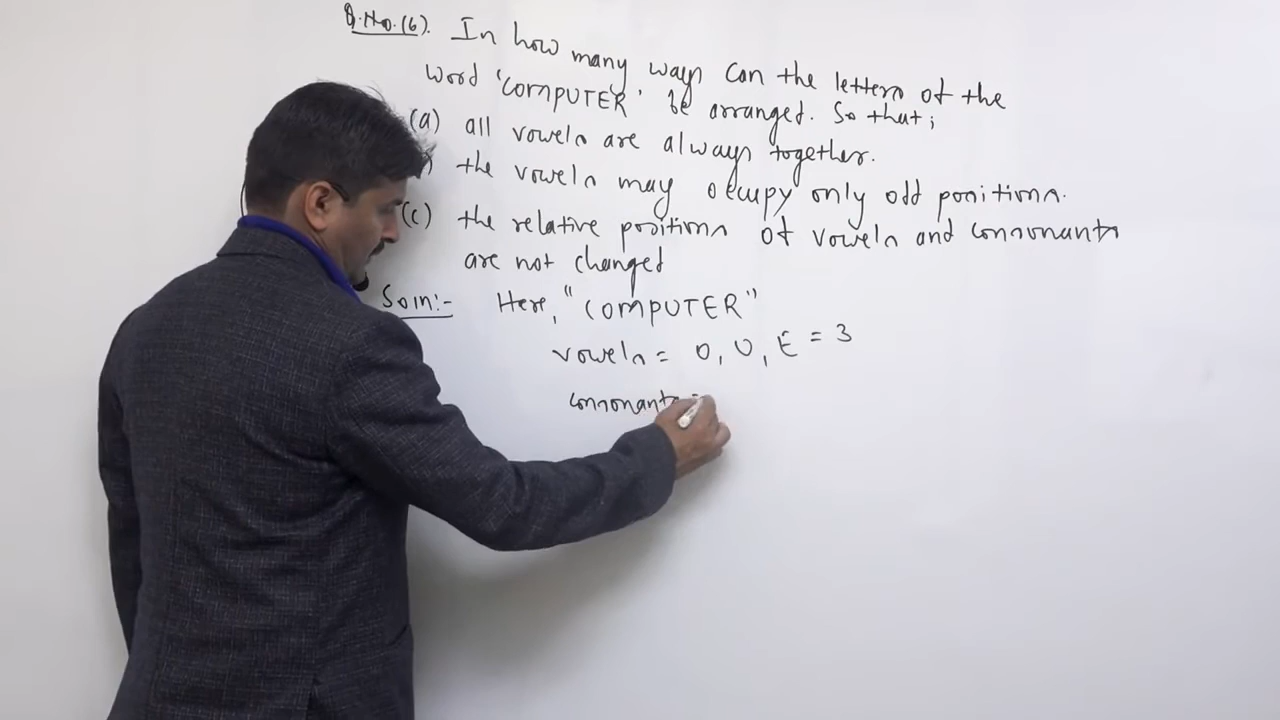 Q.No.(6). In how many ways can the letters of the
word 'COMPUTER' be arranged. So that;
(a) all vowels are always together.
) the vowels may occupy only odd positions.
(c) the relative positions of vowels and consonants
are not changed
Soln:- Here, "COMPUTER"
vowels = O, U, E = 3
consonants =